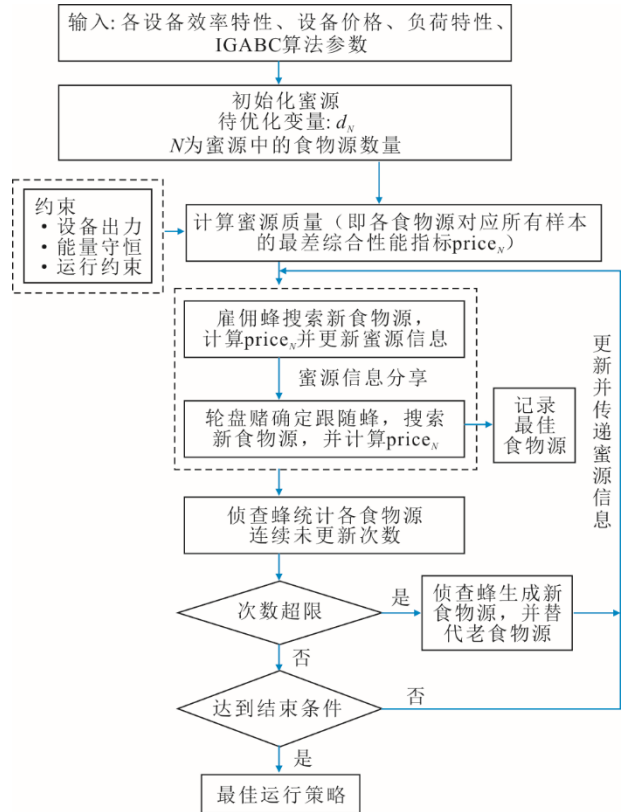 输入: 各设备效率特性、设备价格、负荷特性、
IGABC算法参数
初始化蜜源
待优化变量: d_N
N为蜜源中的食物源数量
约束
· 设备出力
· 能量守恒
· 运行约束
计算蜜源质量（即各食物源对应所有样本
的最差综合性能指标price_N）
雇佣蜂搜索新食物源，
计算price_N并更新蜜源信息
蜜源信息分享
轮盘赌确定跟随蜂，搜索
新食物源，并计算price_N
记录
最佳
食物源
更新并传递蜜源信息
侦查蜂统计各食物源
连续未更新次数
次数超限
是
侦查蜂生成新
食物源，并替
代老食物源
否
达到结束条件
否
是
最佳运行策略